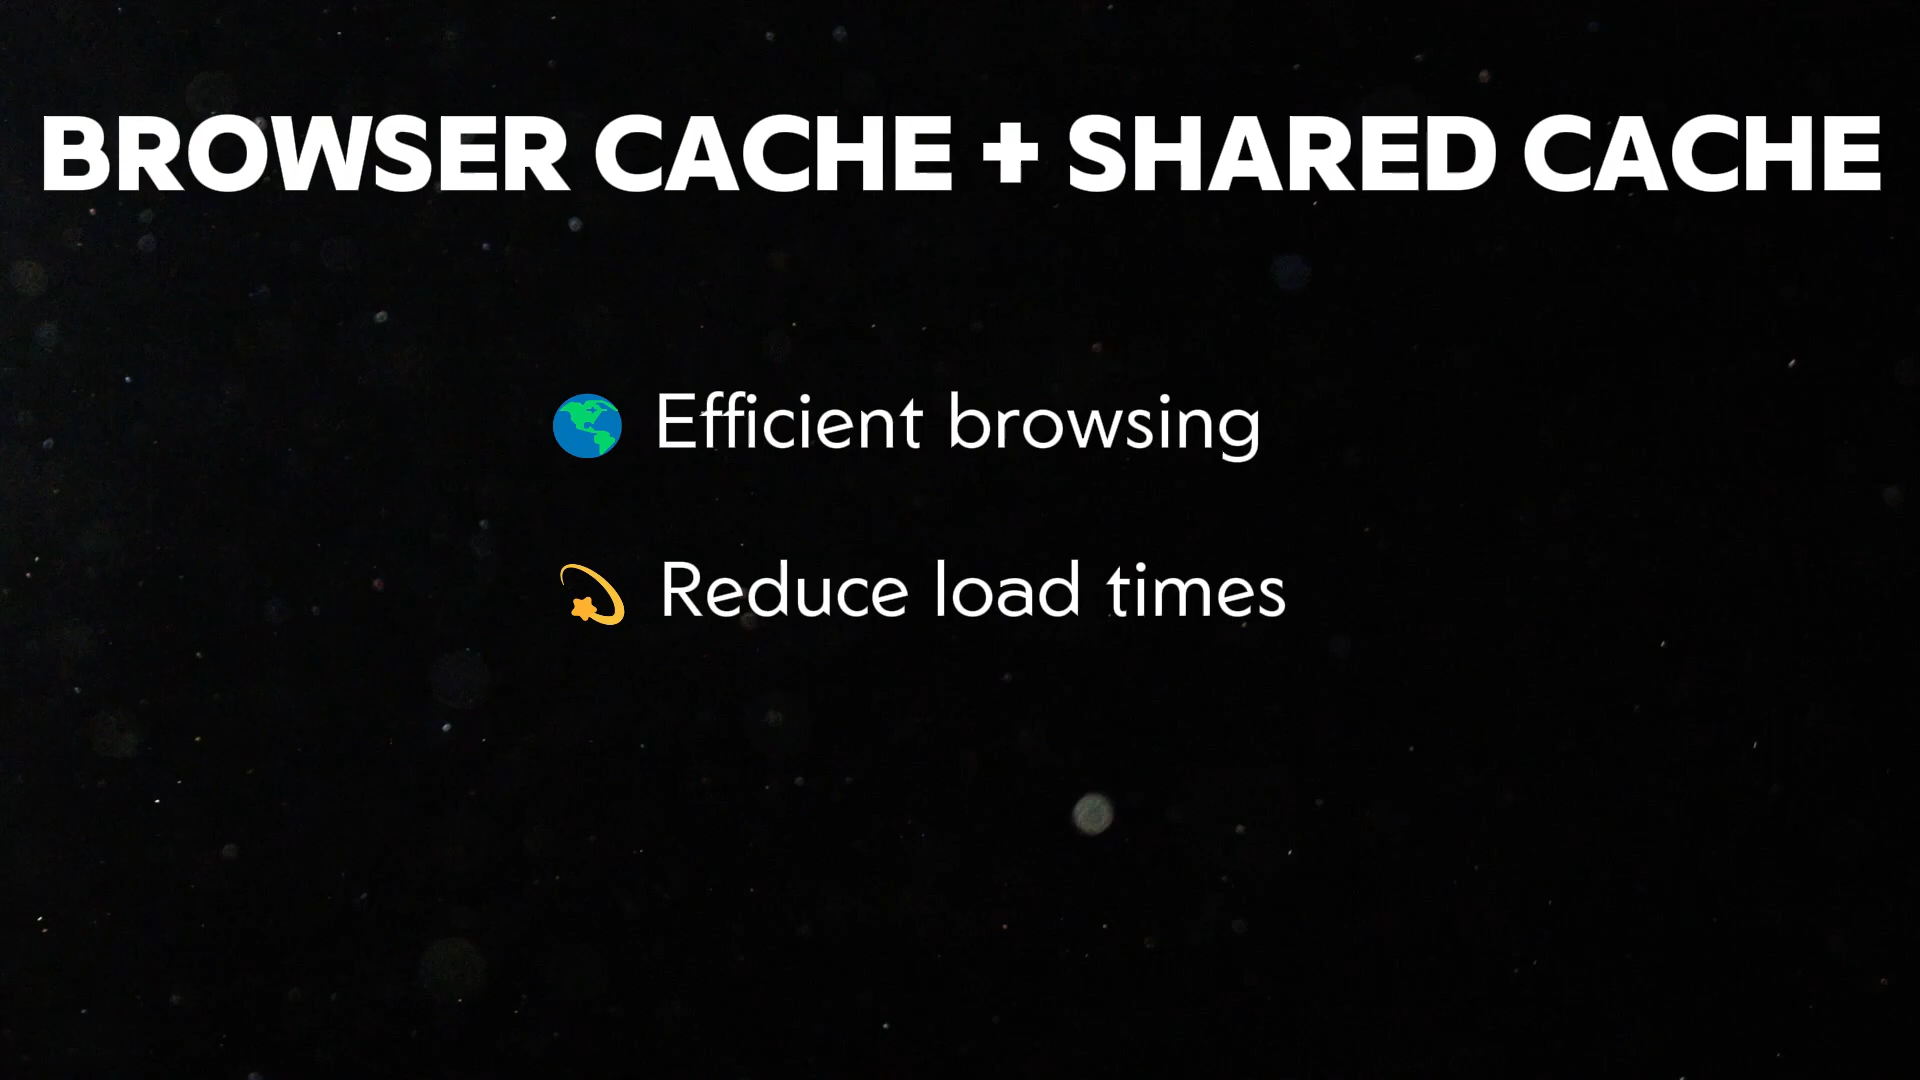 BROWSER CACHE + SHARED CACHE
Efficient browsing
Reduce load times